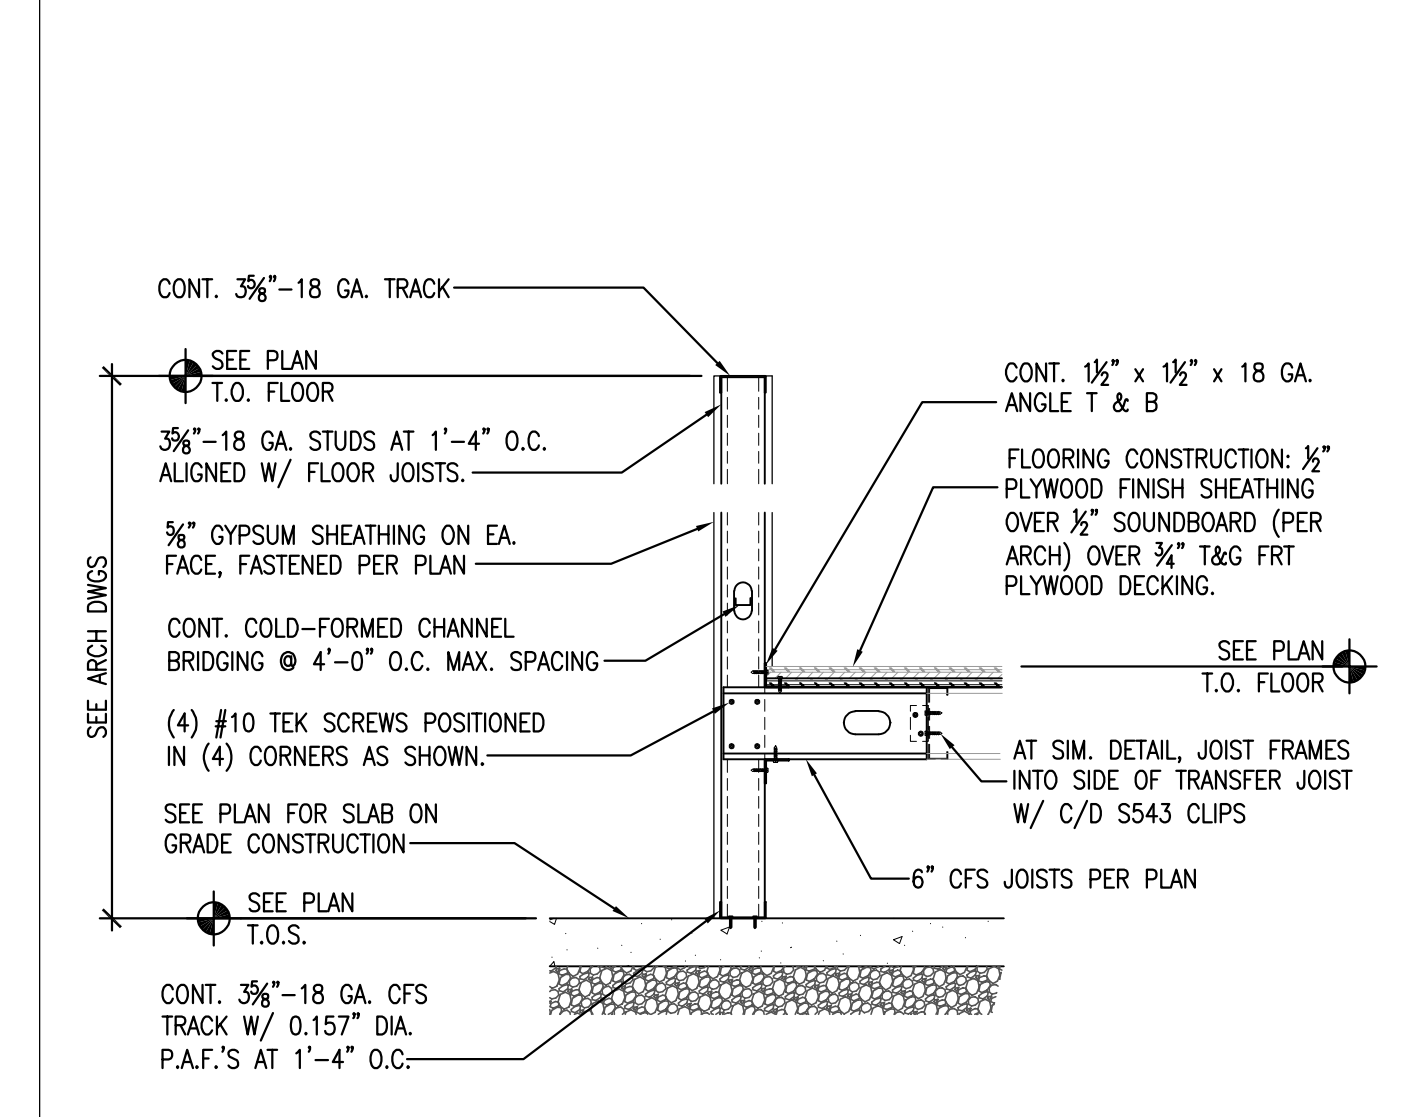 CONT. 3⅝"-18 GA. TRACK
SEE PLAN
T.O. FLOOR
3⅝"-18 GA. STUDS AT 1'-4" O.C.
ALIGNED W/ FLOOR JOISTS.
⅝" GYPSUM SHEATHING ON EA.
FACE, FASTENED PER PLAN
SEE ARCH DWGS
CONT. COLD-FORMED CHANNEL
BRIDGING @ 4'-0" O.C. MAX. SPACING
(4) #10 TEK SCREWS POSITIONED
IN (4) CORNERS AS SHOWN.
SEE PLAN FOR SLAB ON
GRADE CONSTRUCTION
SEE PLAN
T.O.S.
CONT. 3⅝"-18 GA. CFS
TRACK W/ 0.157" DIA.
P.A.F.'S AT 1'-4" O.C.
CONT. 1½" x 1½" x 18 GA.
ANGLE T & B
FLOORING CONSTRUCTION: ½"
PLYWOOD FINISH SHEATHING
OVER ½" SOUNDBOARD (PER
ARCH) OVER ¾" T&G FRT
PLYWOOD DECKING.
SEE PLAN
T.O. FLOOR
AT SIM. DETAIL, JOIST FRAMES
INTO SIDE OF TRANSFER JOIST
W/ C/D S543 CLIPS
6" CFS JOISTS PER PLAN